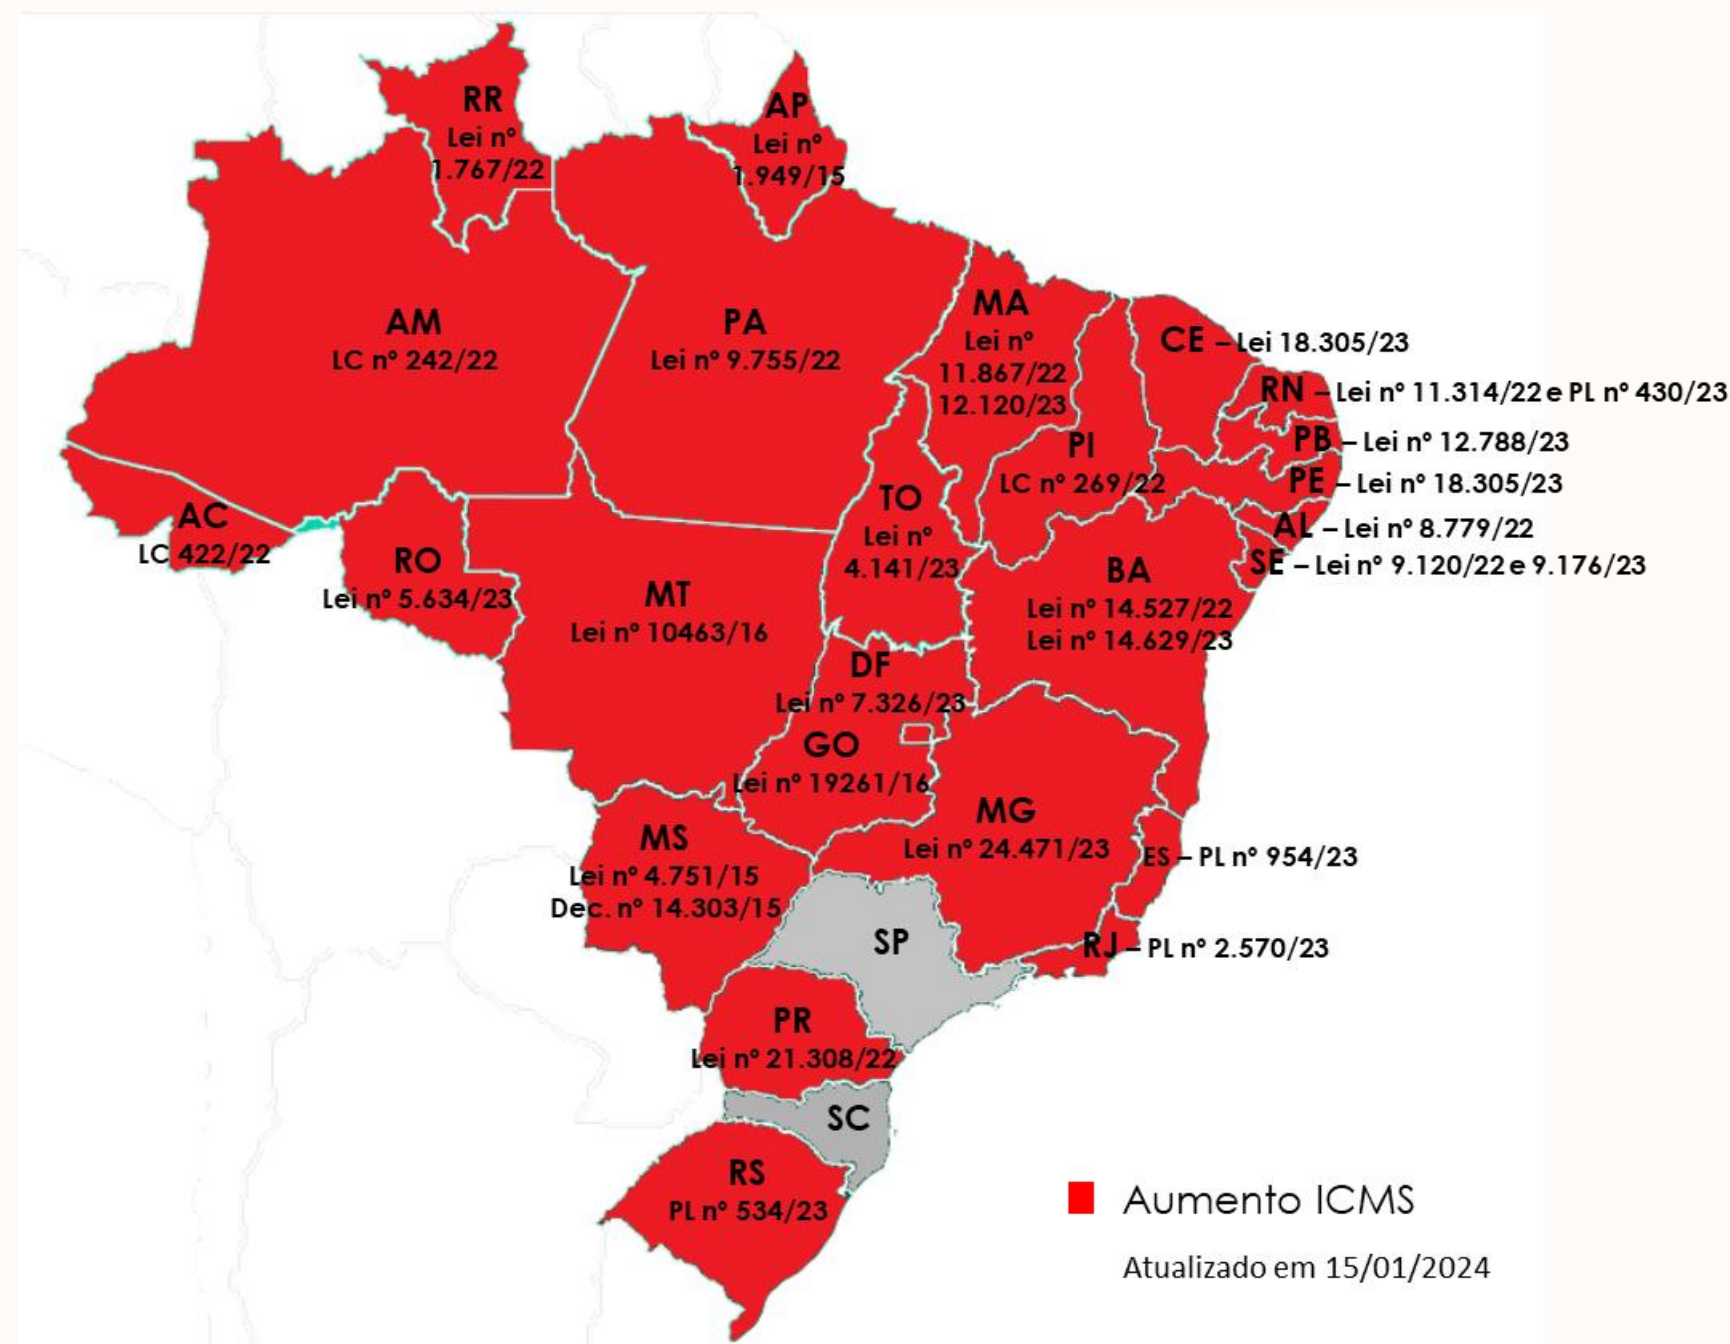 RR
Lei nº
1.767/22
AP
Lei nº
1.949/15
AM
LC nº 242/22
PA
Lei nº 9.755/22
MA
Lei nº
11.867/22
12.120/23
CE – Lei 18.305/23
RN – Lei nº 11.314/22 e PL nº 430/23
PB – Lei nº 12.788/23
PI
LC nº 269/22
PE – Lei nº 18.305/23
AL – Lei nº 8.779/22
SE – Lei nº 9.120/22 e 9.176/23
TO
Lei nº
4.141/23
AC
LC 422/22
RO
Lei nº 5.634/23
MT
Lei nº 10463/16
BA
Lei nº 14.527/22
Lei nº 14.629/23
DF
Lei nº 7.326/23
GO
Lei nº 19261/16
MG
Lei nº 24.471/23
MS
Lei nº 4.751/15
Dec. nº 14.303/15
ES – PL nº 954/23
SP
RJ – PL nº 2.570/23
PR
Lei nº 21.308/22
SC
RS
PL nº 534/23
Aumento ICMS
Atualizado em 15/01/2024